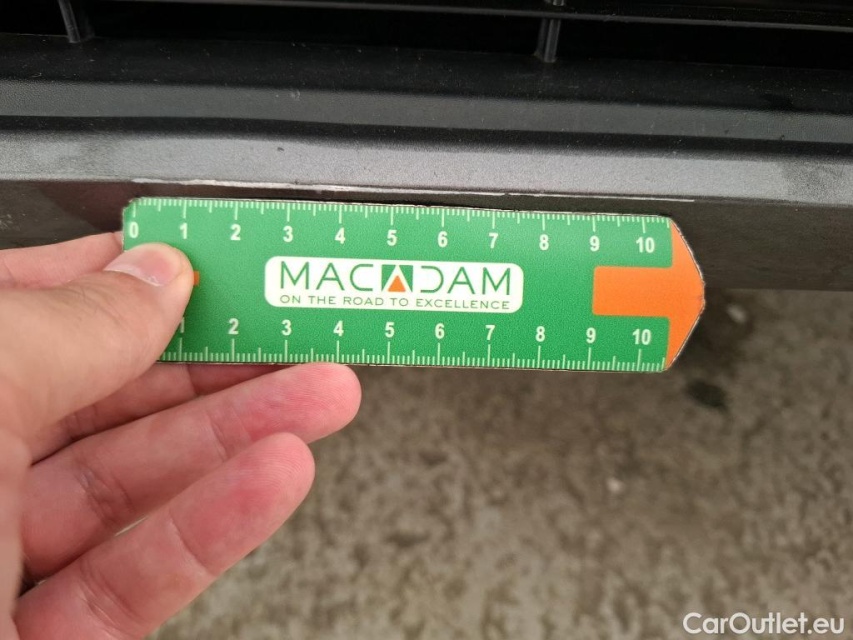 0 1 2 3 4 5 6 7 8 9 10
MACADAM
ON THE ROAD TO EXCELLENCE
1 2 3 4 5 6 7 8 9 10
CarOutlet.eu